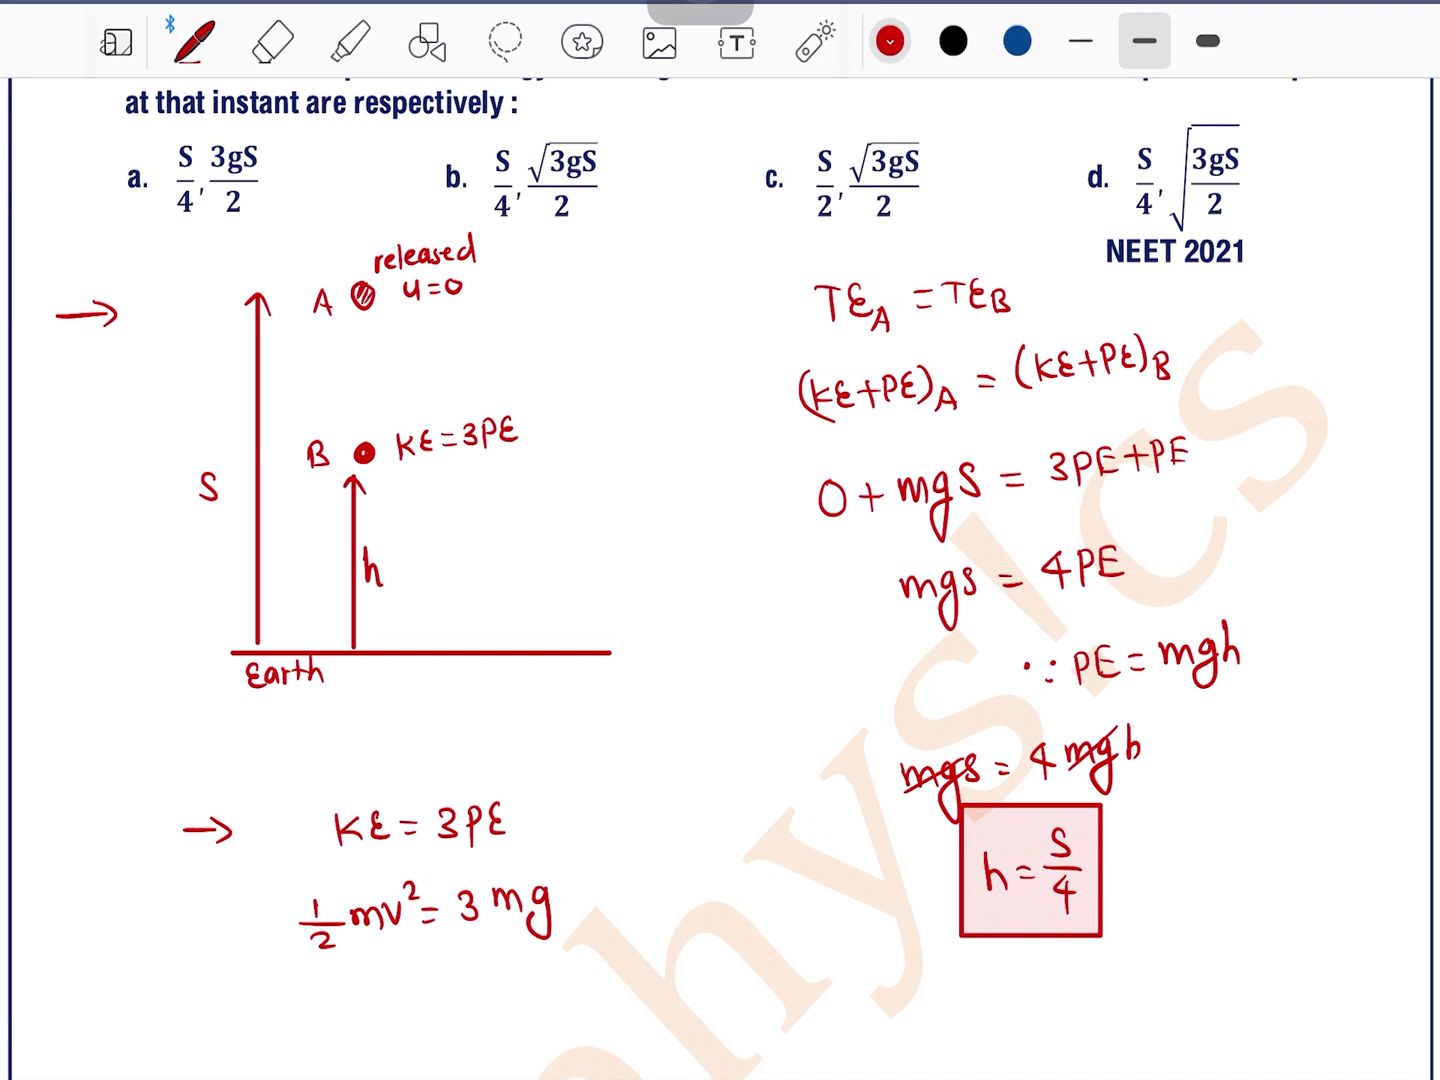 at that instant are respectively :
a. S/4, 3gS/2
b. S/4, √3gS/2
c. S/2, √3gS/2
d. S/4, √(3gS/2)
NEET 2021
released
A u=0
B KE=3PE
S
h
Earth
→ KE = 3PE
1/2 mv² = 3 mg
TE_A = TE_B
(KE+PE)_A = (KE+PE)_B
0 + mgS = 3PE+PE
mgs = 4PE
∵ PE = mgh
mgs = 4 mgh
h = S/4
physics